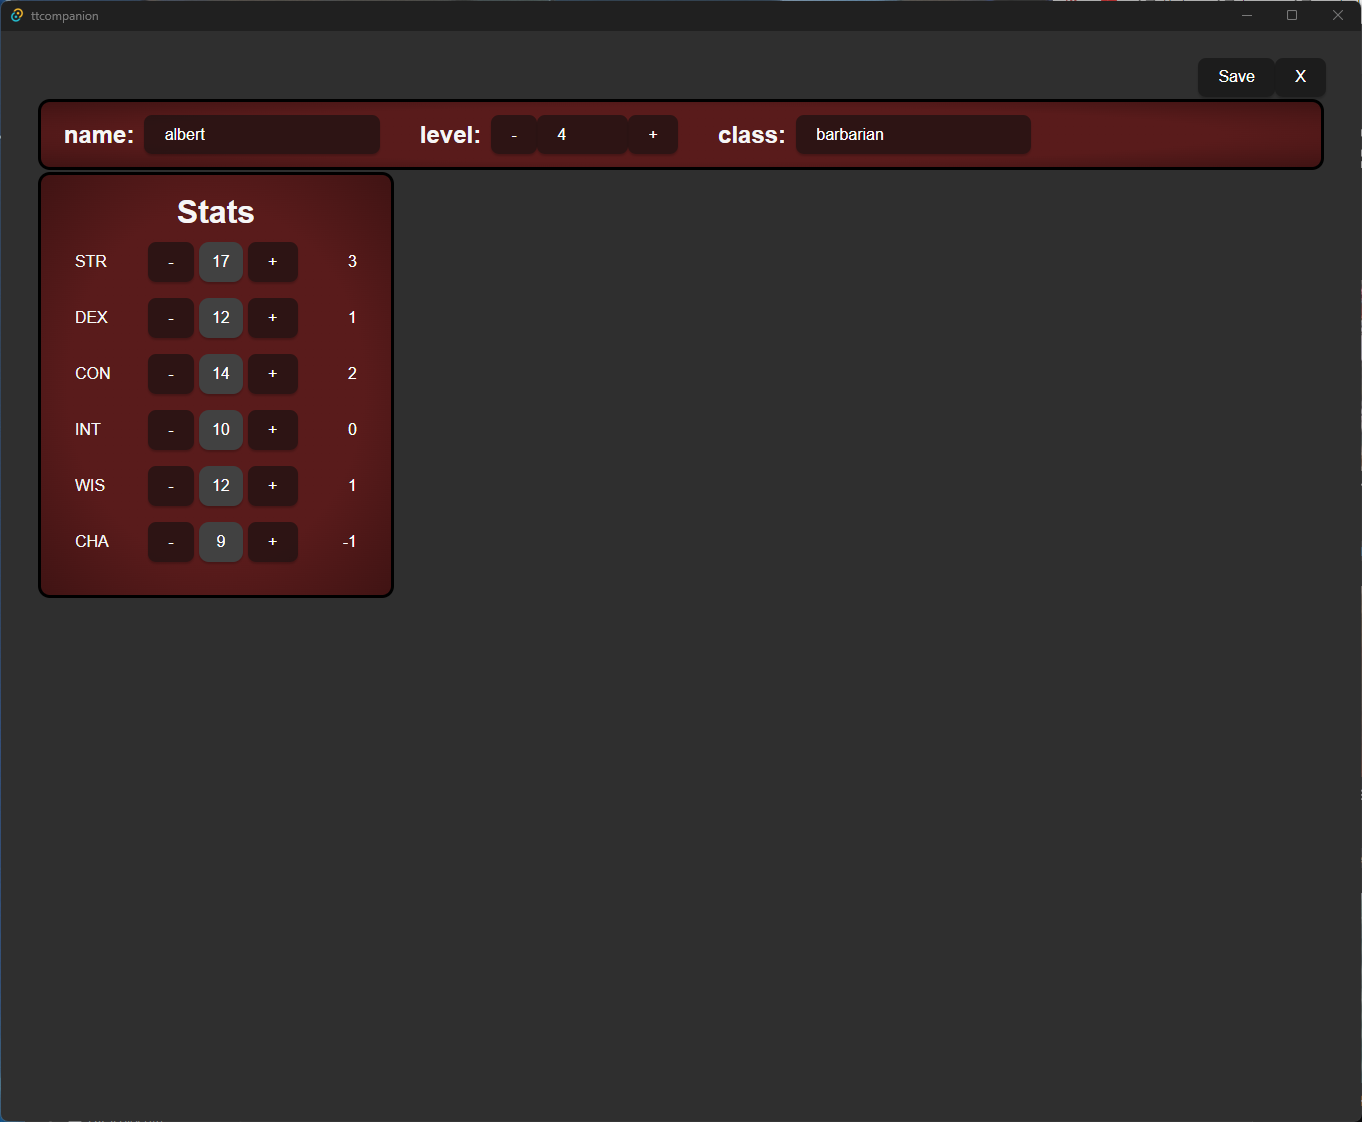 ttcompanion
Save X
name: albert level: - 4 + class: barbarian
Stats
STR - 17 + 3
DEX - 12 + 1
CON - 14 + 2
INT - 10 + 0
WIS - 12 + 1
CHA - 9 + -1